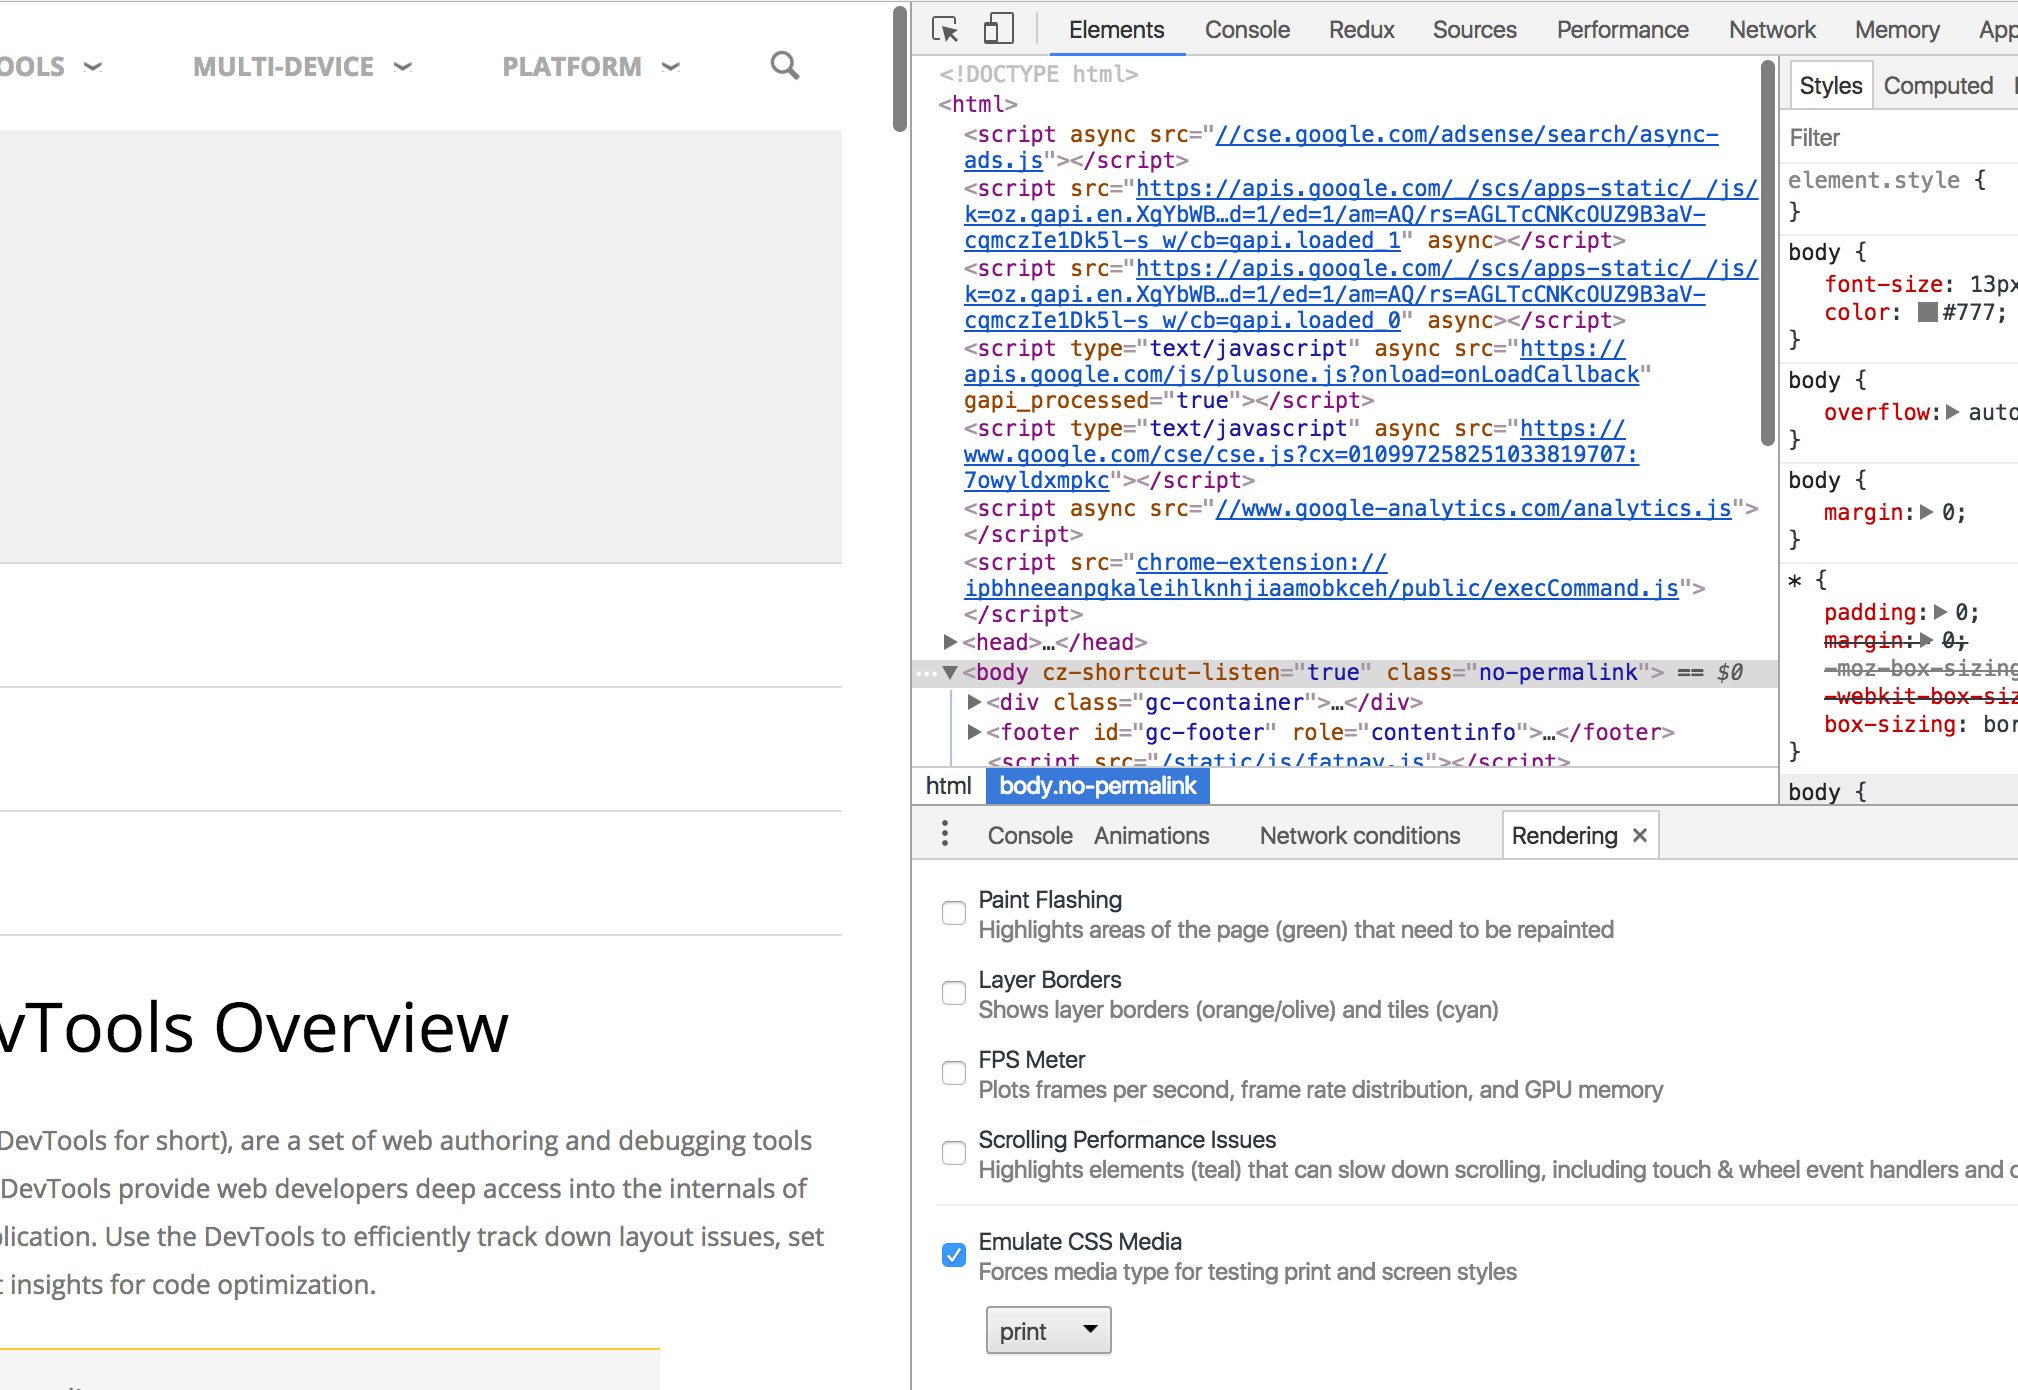 OOLS
MULTI-DEVICE
PLATFORM
vTools Overview
DevTools for short), are a set of web authoring and debugging tools
DevTools provide web developers deep access into the internals of
lication. Use the DevTools to efficiently track down layout issues, set
t insights for code optimization.
Elements Console Redux Sources Performance Network Memory App
<!DOCTYPE html>
<html>
<script async src="//cse.google.com/adsense/search/async-
ads.js"></script>
<script src="https://apis.google.com/_/scs/apps-static/_/js/
k=oz.gapi.en.XgYbWB…d=1/ed=1/am=AQ/rs=AGLTcCNKcOUZ9B3aV-
cqmczIe1Dk5l-s_w/cb=gapi.loaded_1" async></script>
<script src="https://apis.google.com/_/scs/apps-static/_/js/
k=oz.gapi.en.XgYbWB…d=1/ed=1/am=AQ/rs=AGLTcCNKcOUZ9B3aV-
cqmczIe1Dk5l-s_w/cb=gapi.loaded_0" async></script>
<script type="text/javascript" async src="https://
apis.google.com/js/plusone.js?onload=onLoadCallback"
gapi_processed="true"></script>
<script type="text/javascript" async src="https://
www.google.com/cse/cse.js?cx=010997258251033819707:
7owyldxmpkc"></script>
<script async src="//www.google-analytics.com/analytics.js">
</script>
<script src="chrome-extension://
ipbhneeanpgkaleihlknhjiaamobkceh/public/execCommand.js">
</script>
<head>…</head>
<body cz-shortcut-listen="true" class="no-permalink"> == $0
<div class="gc-container">…</div>
<footer id="gc-footer" role="contentinfo">…</footer>
<script src="/static/js/fatnav.js"></script>
html body.no-permalink
Styles Computed
Filter
element.style {
}
body {
font-size: 13px
color: #777;
}
body {
overflow: auto
}
body {
margin: 0;
}
* {
padding: 0;
margin: 0;
-moz-box-sizing
-webkit-box-siz
box-sizing: bor
}
body {
Console Animations Network conditions Rendering ×
Paint Flashing
Highlights areas of the page (green) that need to be repainted
Layer Borders
Shows layer borders (orange/olive) and tiles (cyan)
FPS Meter
Plots frames per second, frame rate distribution, and GPU memory
Scrolling Performance Issues
Highlights elements (teal) that can slow down scrolling, including touch & wheel event handlers and o
Emulate CSS Media
Forces media type for testing print and screen styles
print